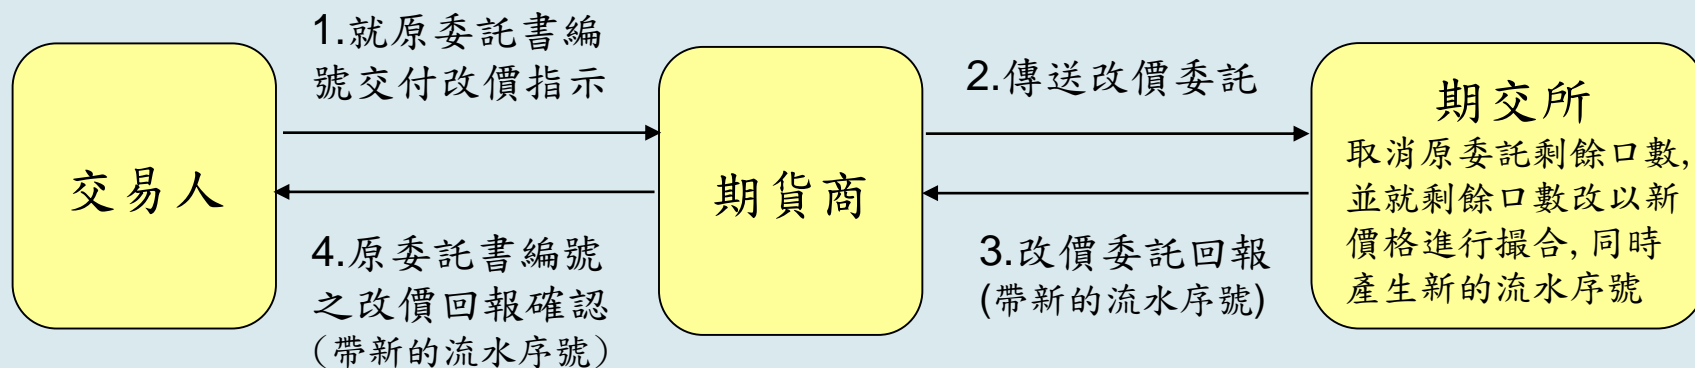 交易人
1.就原委託書編
號交付改價指示
4.原委託書編號
之改價回報確認
(帶新的流水序號)
期貨商
2.傳送改價委託
3.改價委託回報
(帶新的流水序號)
期交所
取消原委託剩餘口數,
並就剩餘口數改以新
價格進行撮合,同時
產生新的流水序號